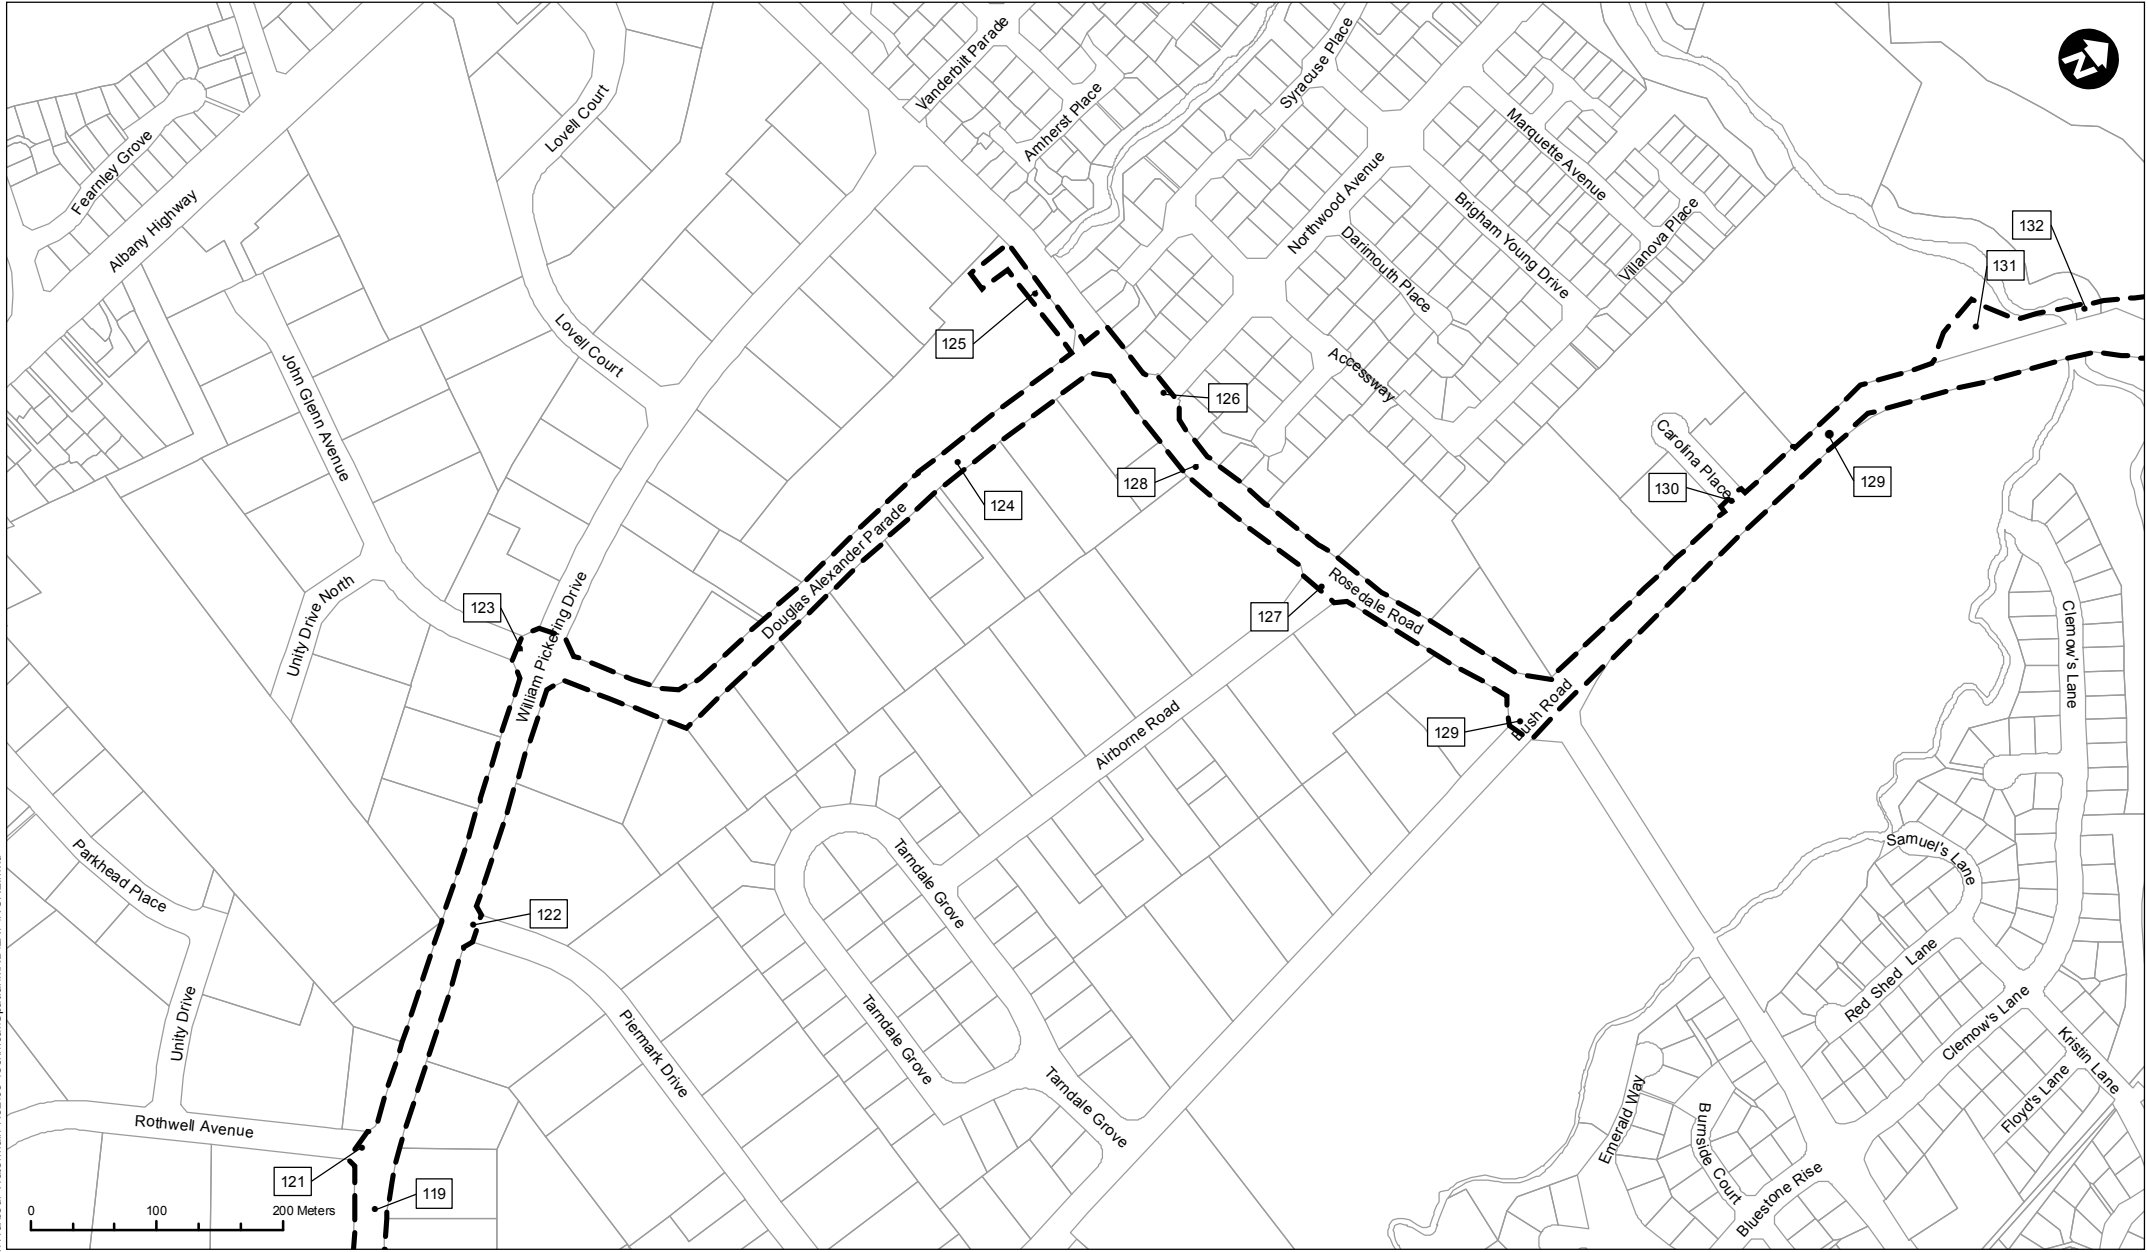 Vanderbilt Parade
Syracuse Place
N
Lovell Court
Amherst Place
Marquette Avenue
Fearnley Grove
Northwood Avenue
Albany Highway
Brigham Young Drive
Villanova Place
Darimouth Place
132
131
125
Lovell Court
John Glenn Avenue
Accessway
126
Carolina Place
130
129
128
124
Douglas Alexander Parade
Unity Drive North
William Pickering Drive
123
127
Rosedale Road
Clemow's Lane
Bush Road
129
Airborne Road
Parkhead Place
Tarndale Grove
Samuel's Lane
122
Red Shed Lane
Unity Drive
Piermark Drive
Tarndale Grove
Clemow's Lane
Kristin Lane
Floyd's Lane
Tarndale Grove
Emerald Way
Burnside Court
Rothwell Avenue
Bluestone Rise
121
119
0 100 200 Meters